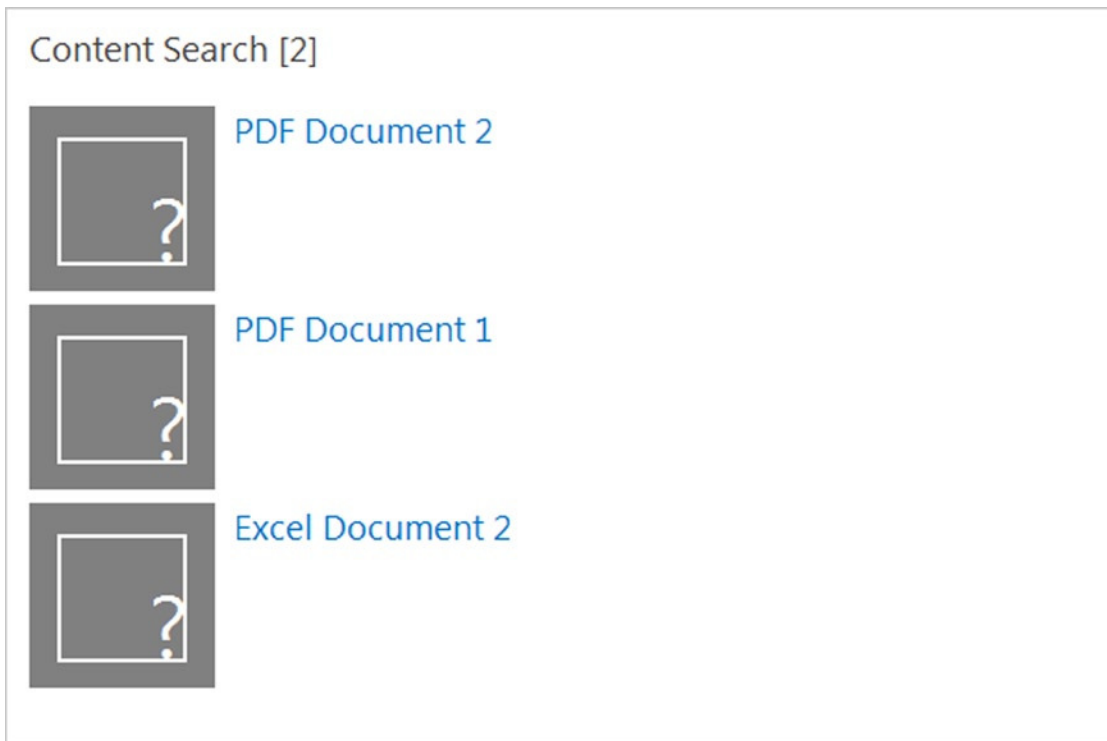 Content Search [2]
PDF Document 2
?
PDF Document 1
?
Excel Document 2
?